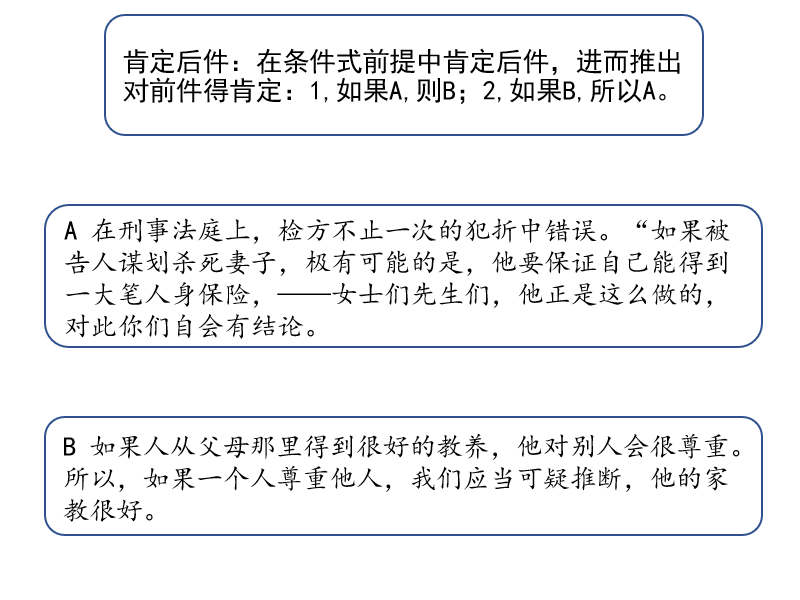 肯定后件：在条件式前提中肯定后件，进而推出
对前件得肯定：1,如果A,则B；2,如果B,所以A。
A 在刑事法庭上，检方不止一次的犯折中错误。“如果被
告人谋划杀死妻子，极有可能的是，他要保证自己能得到
一大笔人身保险，——女士们先生们，他正是这么做的，
对此你们自会有结论。
B 如果人从父母那里得到很好的教养，他对别人会很尊重。
所以，如果一个人尊重他人，我们应当可疑推断，他的家
教很好。